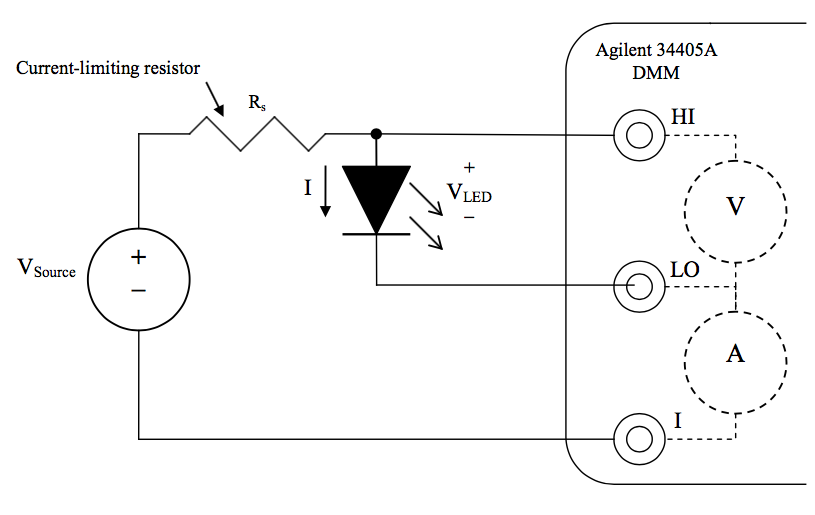 Agilent 34405A
DMM
Current-limiting resistor
Rs
HI
I
+
VLED
−
V
VSource
+
−
LO
A
I